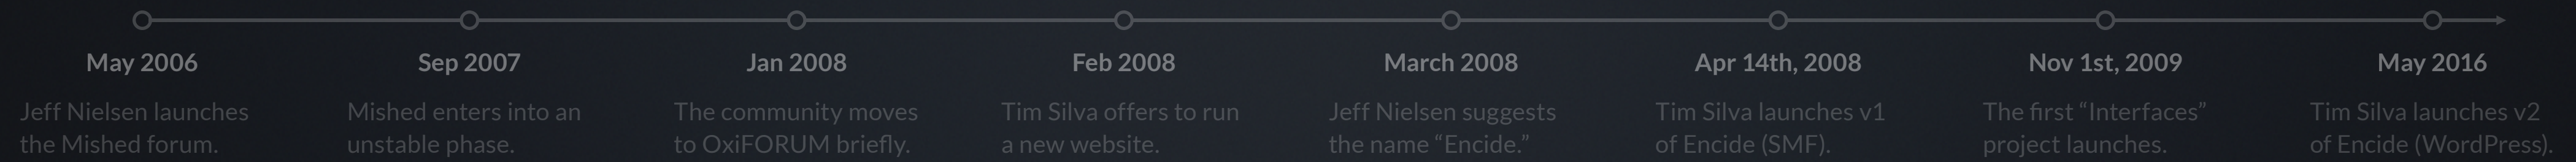 May 2006
Jeff Nielsen launches
the Mished forum.
Sep 2007
Mished enters into an
unstable phase.
Jan 2008
The community moves
to OxiFORUM briefly.
Feb 2008
Tim Silva offers to run
a new website.
March 2008
Jeff Nielsen suggests
the name “Encide.”
Apr 14th, 2008
Tim Silva launches v1
of Encide (SMF).
Nov 1st, 2009
The first “Interfaces”
project launches.
May 2016
Tim Silva launches v2
of Encide (WordPress).